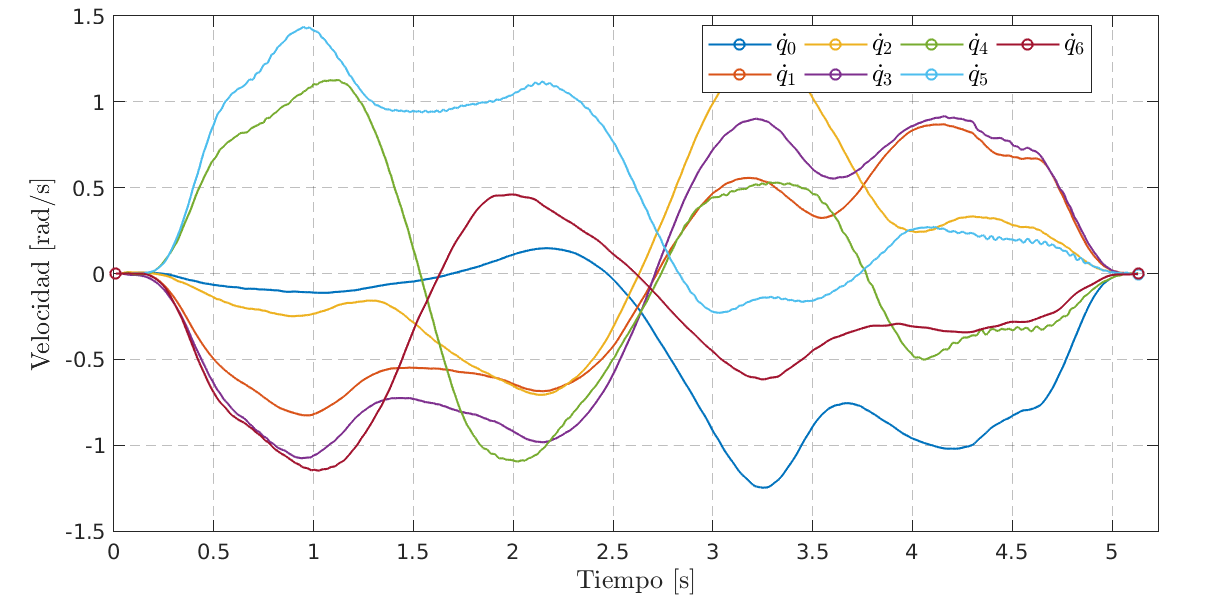 1.5
1
0.5
0
-0.5
-1
-1.5
Velocidad [rad/s]
q̇₀ q̇₂ q̇₄ q̇₆
q̇₁ q̇₃ q̇₅
0 0.5 1 1.5 2 2.5 3 3.5 4 4.5 5
Tiempo [s]